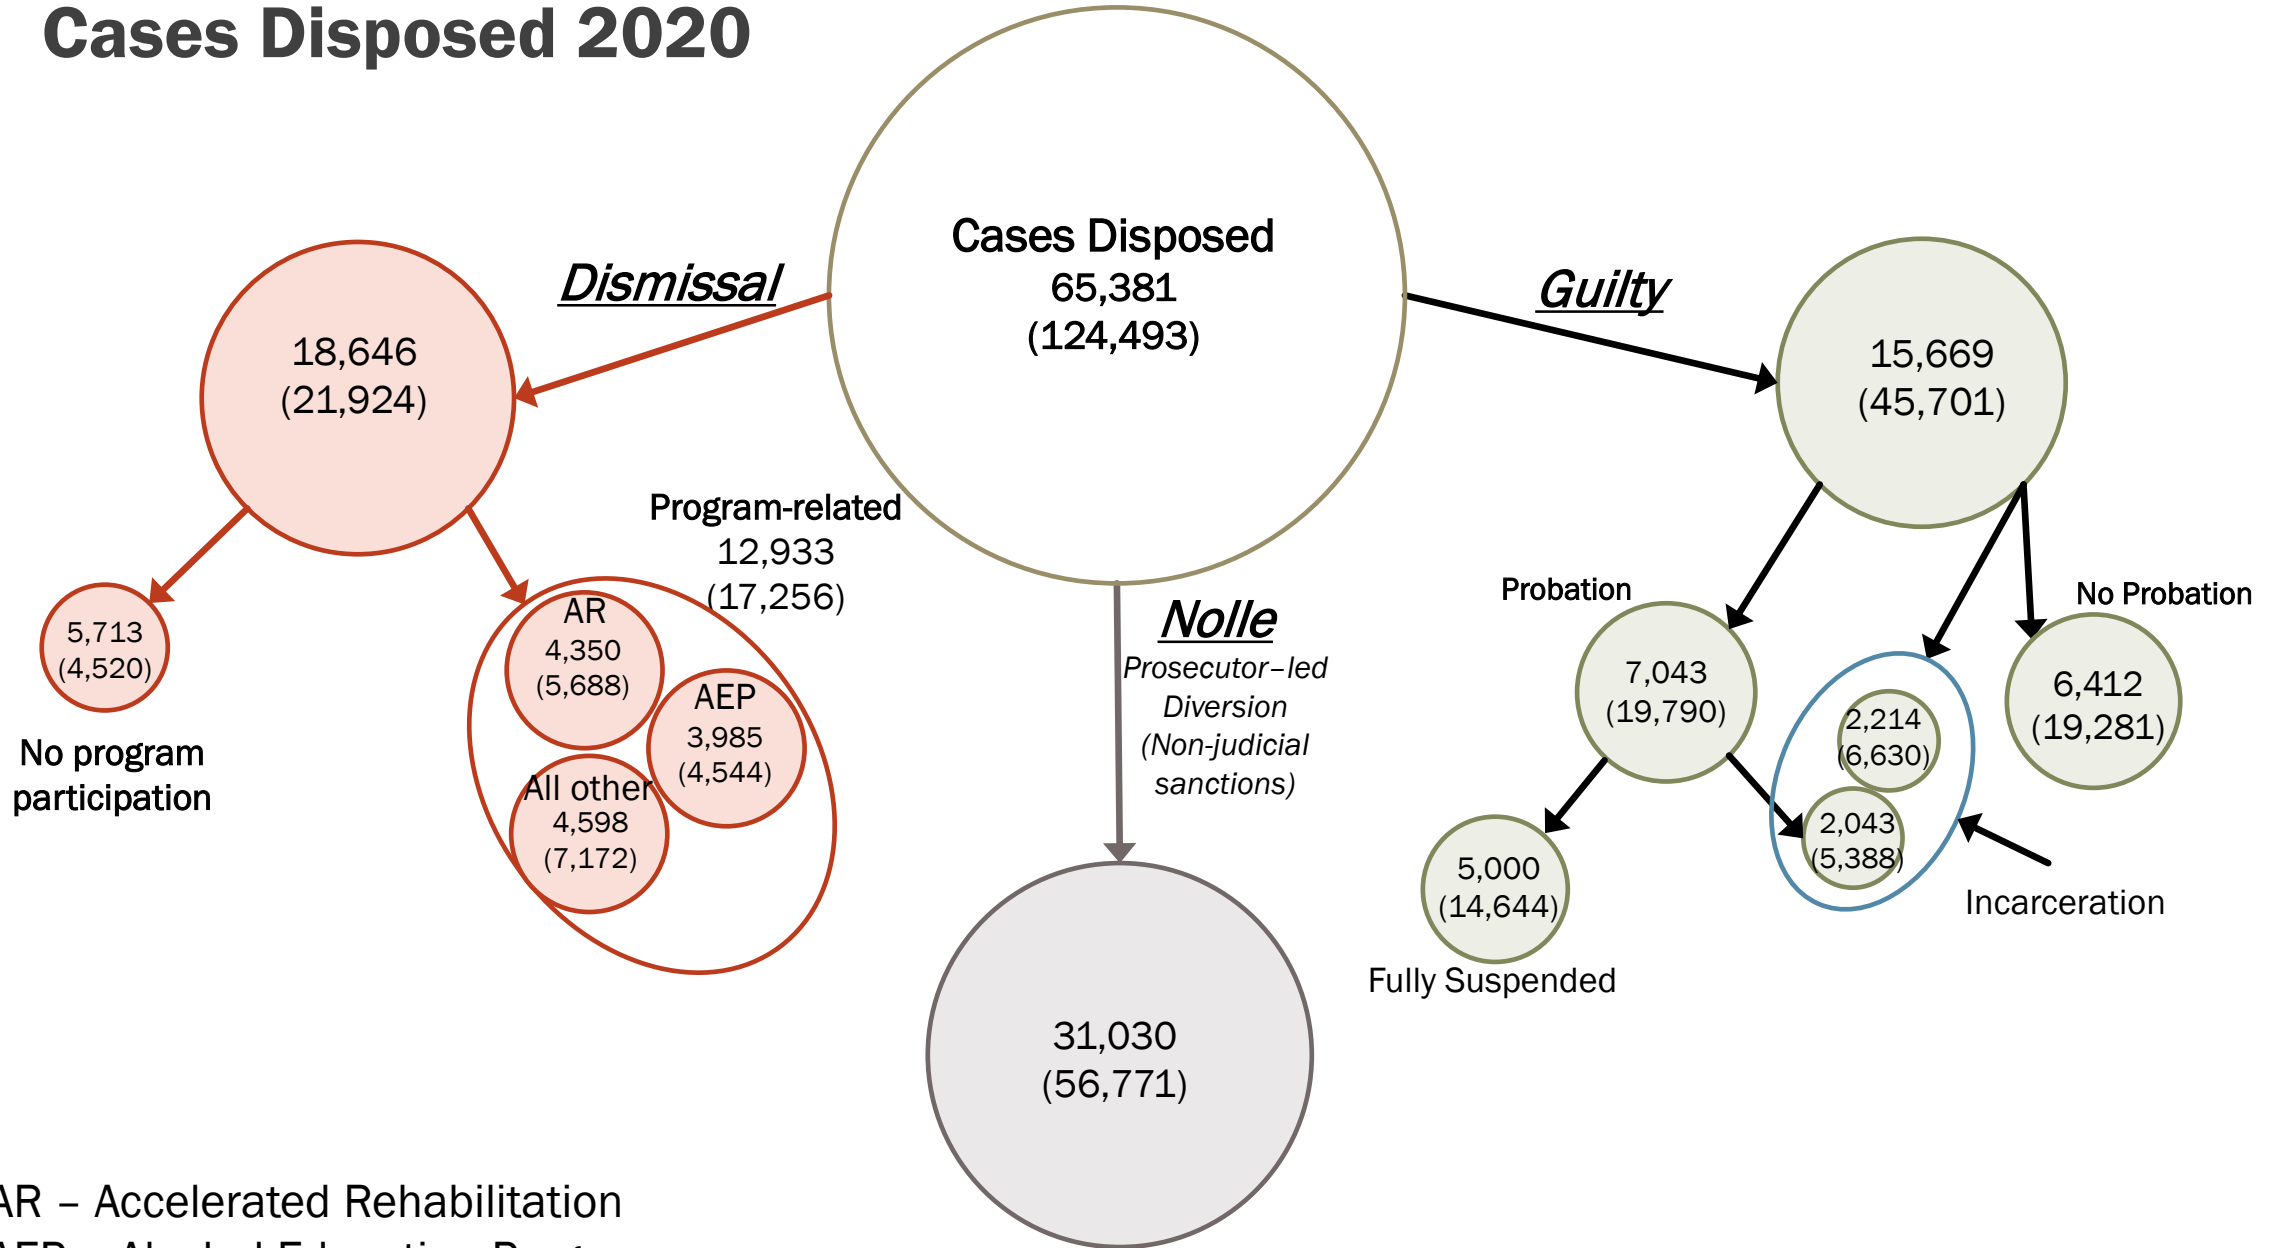 Cases Disposed 2020
Cases Disposed
65,381
(124,493)
Dismissal
Guilty
18,646
(21,924)
15,669
(45,701)
Program-related
12,933
(17,256)
5,713
(4,520)
No program
participation
AR
4,350
(5,688)
AEP
3,985
(4,544)
All other
4,598
(7,172)
Nolle
Prosecutor–led
Diversion
(Non-judicial
sanctions)
31,030
(56,771)
Probation
7,043
(19,790)
No Probation
6,412
(19,281)
2,214
(6,630)
2,043
(5,388)
5,000
(14,644)
Fully Suspended
Incarceration
AR – Accelerated Rehabilitation